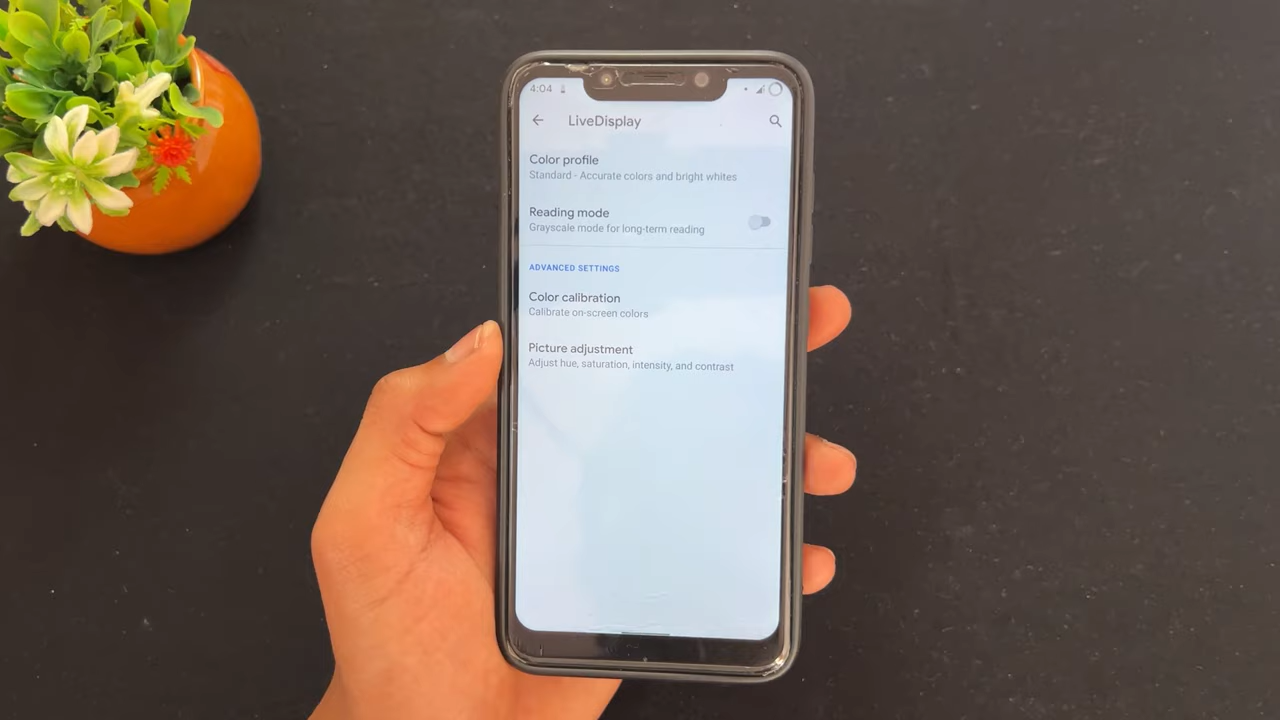 4:04
LiveDisplay
Color profile
Standard - Accurate colors and bright whites
Reading mode
Grayscale mode for long-term reading
ADVANCED SETTINGS
Color calibration
Calibrate on-screen colors
Picture adjustment
Adjust hue, saturation, intensity, and contrast